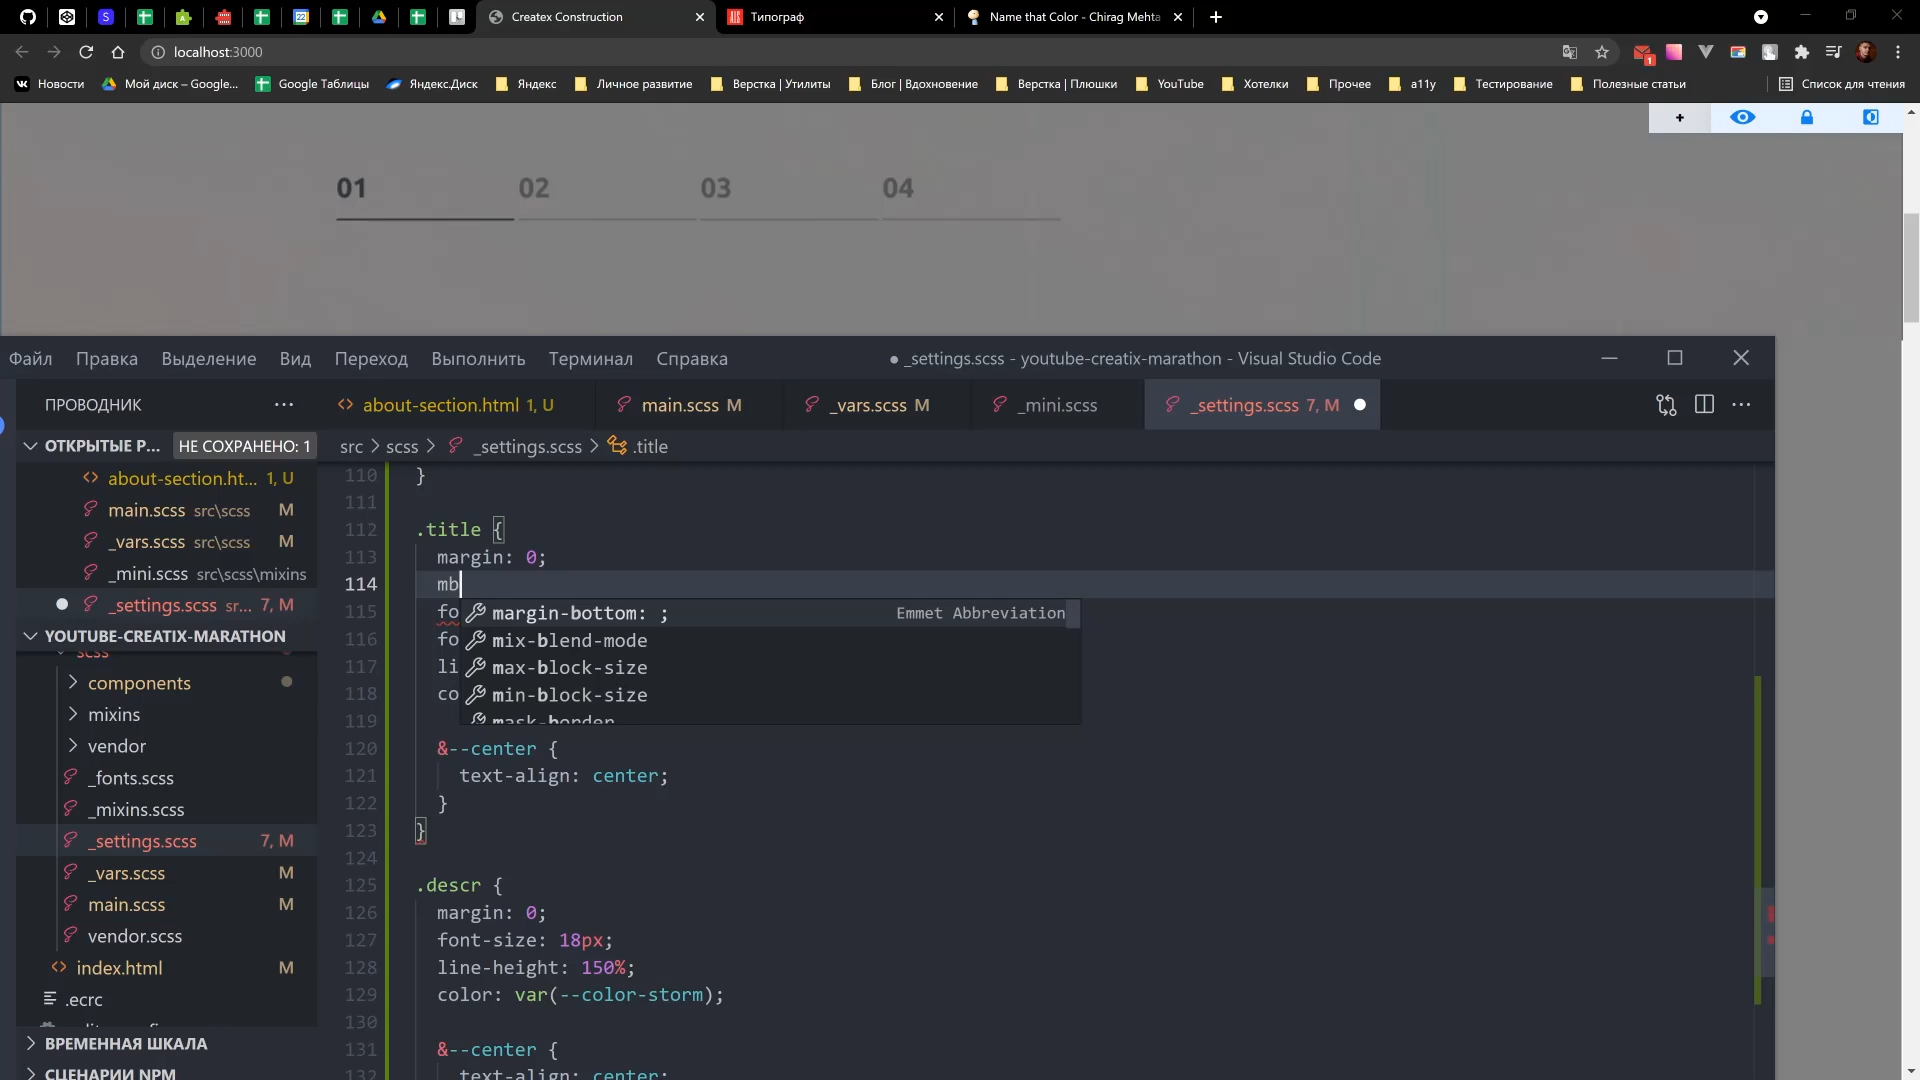 Createx Construction
Типограф
Name that Color - Chirag Mehta
localhost:3000
Новости
Мой диск – Google...
Google Таблицы
Яндекс.Диск
Яндекс
Личное развитие
Верстка | Утилиты
Блог | Вдохновение
Верстка | Плюшки
YouTube
Хотелки
Прочее
a11y
Тестирование
Полезные статьи
Список для чтения
01 02 03 04
Файл Правка Выделение Вид Переход Выполнить Терминал Справка
● _settings.scss - youtube-creatix-marathon - Visual Studio Code
ПРОВОДНИК
about-section.html 1, U
main.scss M
_vars.scss M
_mini.scss
_settings.scss 7, M
ОТКРЫТЫЕ Р... НЕ СОХРАНЕНО: 1
about-section.ht... 1, U
main.scss src\scss M
_vars.scss src\scss M
_mini.scss src\scss\mixins
_settings.scss sr... 7, M
YOUTUBE-CREATIX-MARATHON
scss
components
mixins
vendor
_fonts.scss
_mixins.scss
_settings.scss 7, M
_vars.scss M
main.scss M
vendor.scss
index.html M
.ecrc
ВРЕМЕННАЯ ШКАЛА
СЦЕНАРИИ NPM
src > scss > _settings.scss > .title
110 }
111
112 .title {
113 margin: 0;
114 mb
115 fo
116 fo
117 li
118 co
margin-bottom: ; Emmet Abbreviation
mix-blend-mode
max-block-size
min-block-size
mask-border
119
120 &--center {
121 text-align: center;
122 }
123 }
124
125 .descr {
126 margin: 0;
127 font-size: 18px;
128 line-height: 150%;
129 color: var(--color-storm);
130
131 &--center {
132 text-align: center;